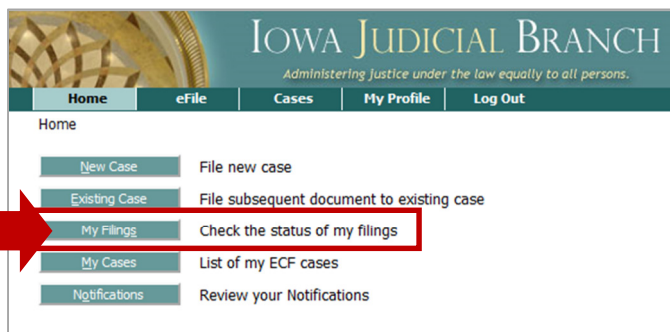 IOWA JUDICIAL BRANCH
Administering justice under the law equally to all persons.
Home eFile Cases My Profile Log Out
Home
New Case File new case
Existing Case File subsequent document to existing case
My Filings Check the status of my filings
My Cases List of my ECF cases
Notifications Review your Notifications